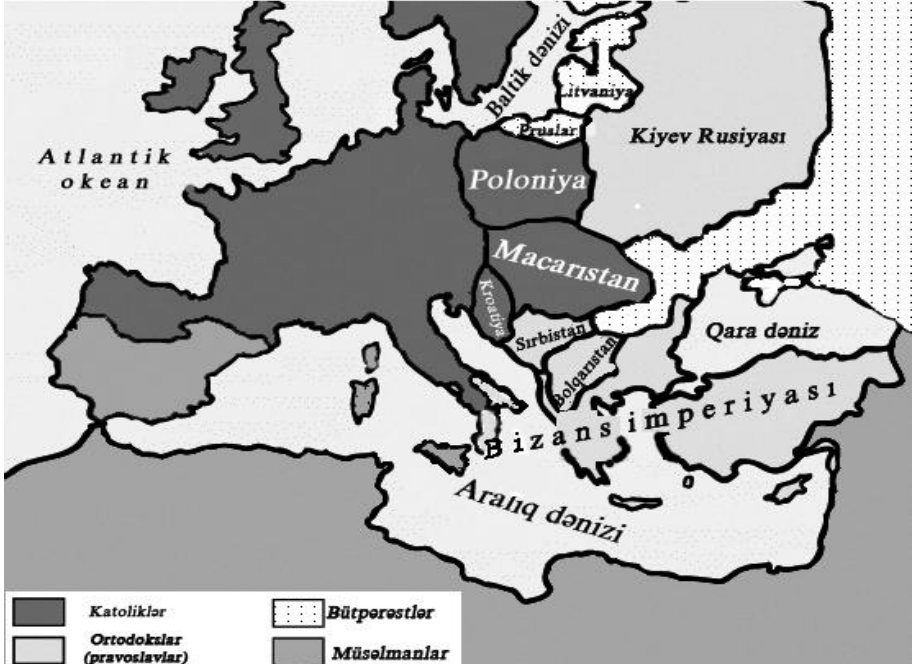 Baltik dənizi
Litvaniya
Pruslar
Kiyev Rusiyası
Atlantik
okean
Poloniya
Macarıstan
Kroatiya
Sırbistan
Bolqarıstan
Qara dəniz
Bizans imperiyası
Aralıq dənizi
Katoliklər
Bütpərəstlər
Ortodokslar
(pravoslavlar)
Müsəlmanlar